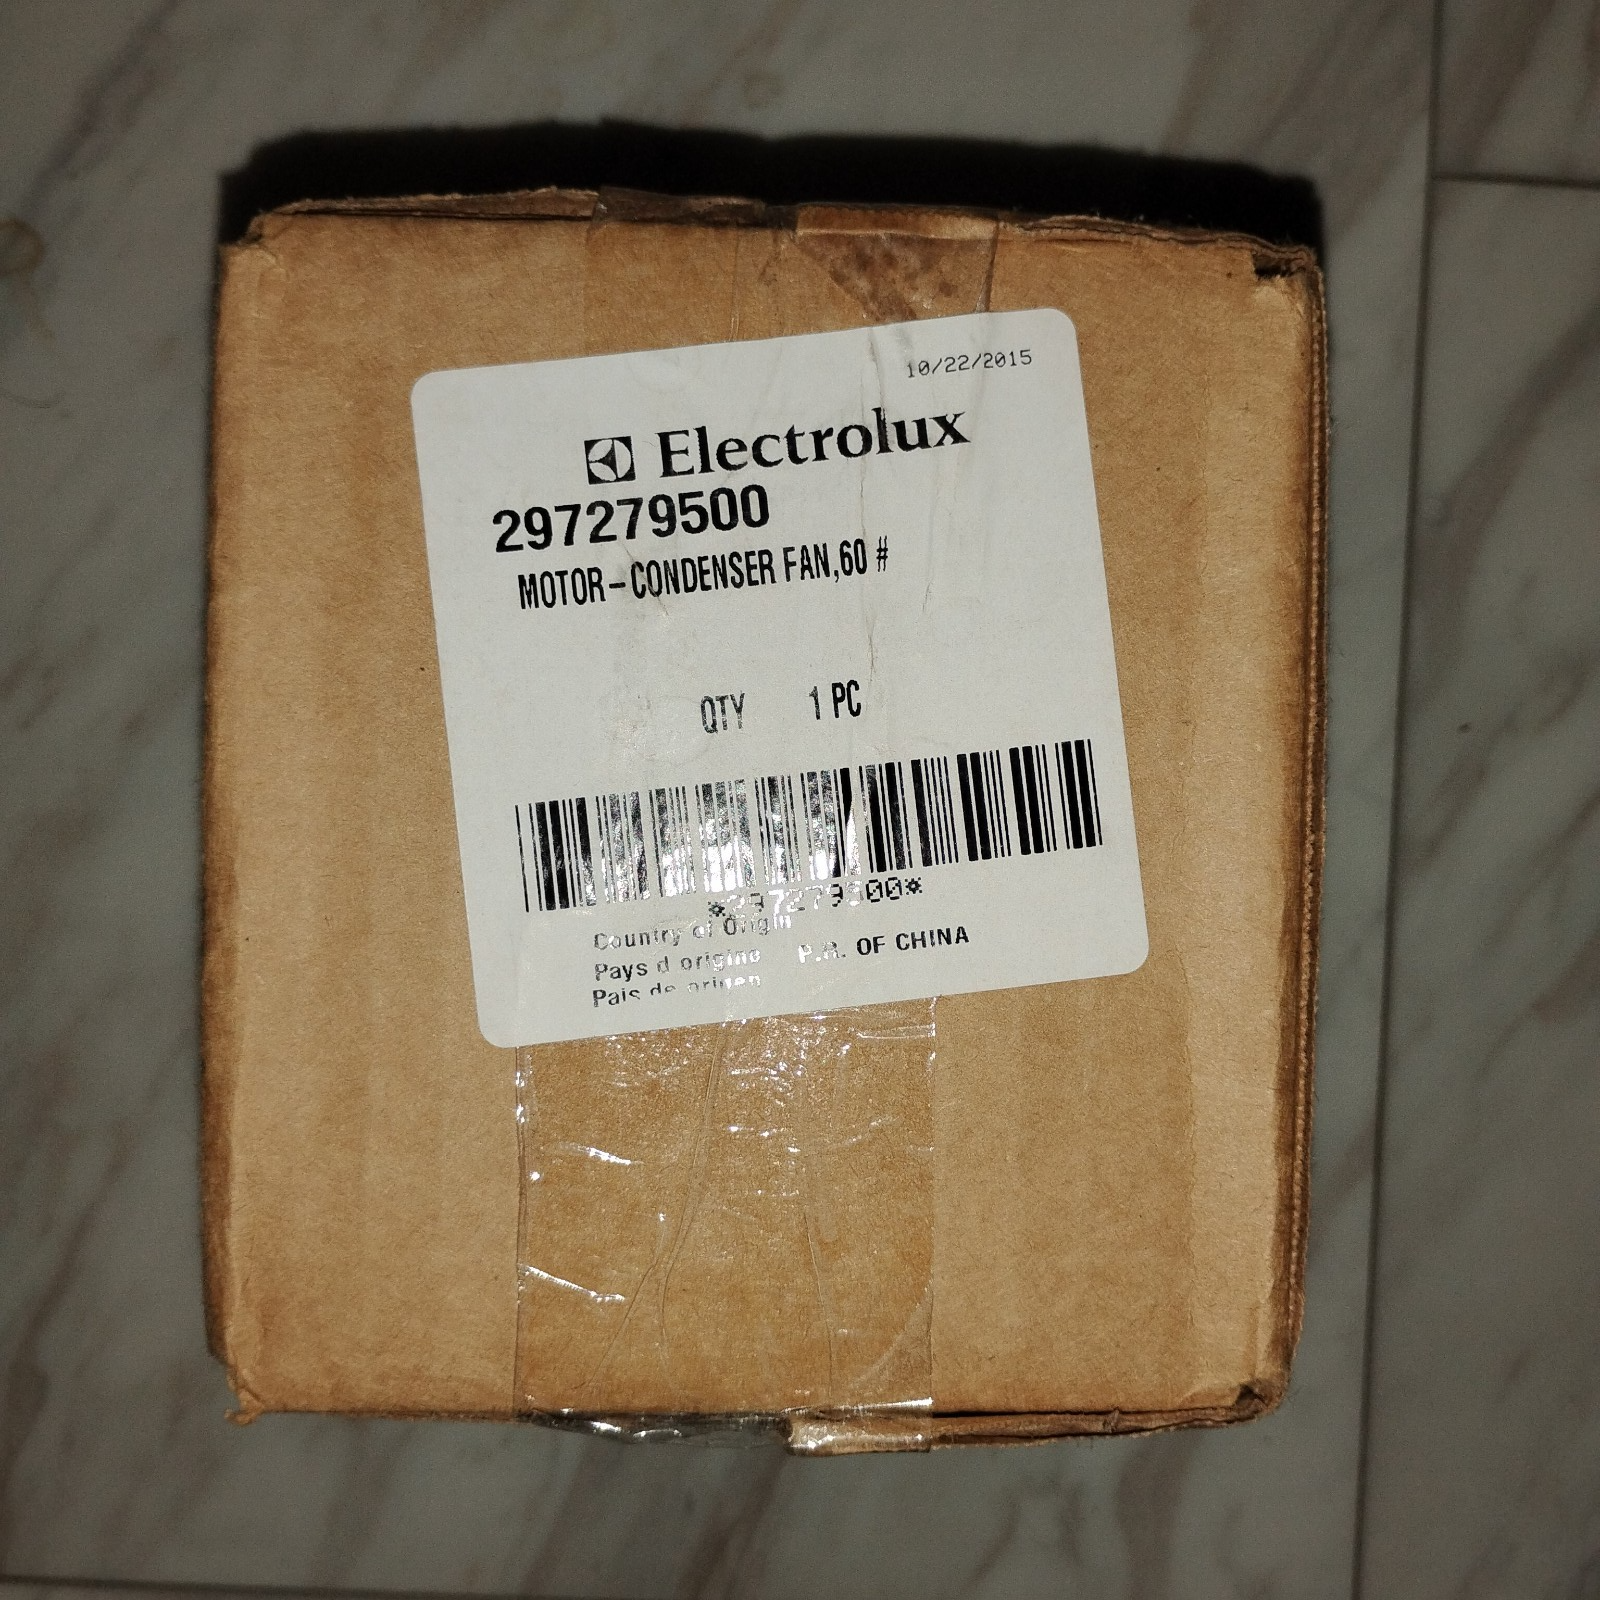 10/22/2015
Electrolux
297279500
MOTOR-CONDENSER FAN,60 #
QTY 1 PC
*297279500*
Country of Origin
Pays d origine P.R. OF CHINA
Pais de origen